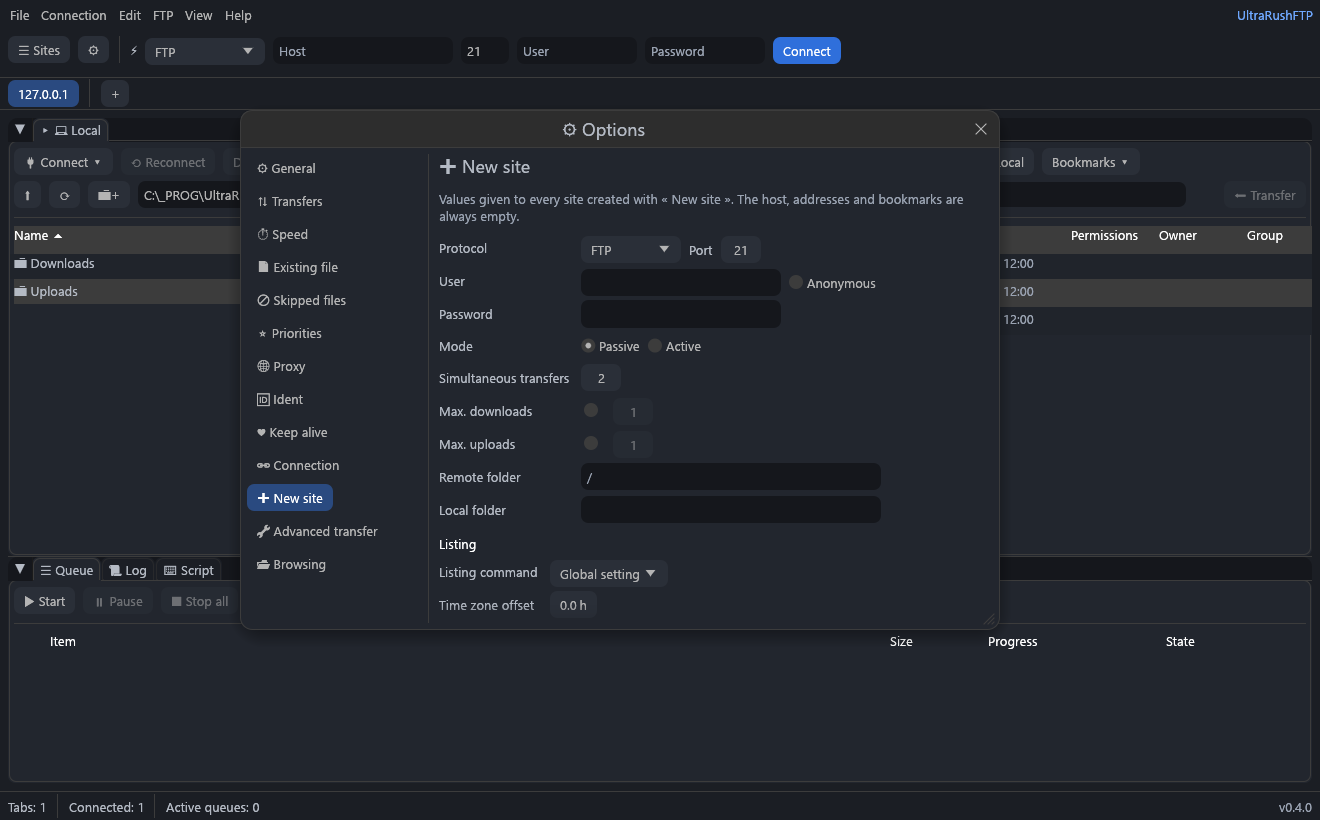 File Connection Edit FTP View Help UltraRushFTP
Sites FTP Host 21 User Password Connect
127.0.0.1 +
Local
Connect Reconnect Bookmarks
C:\_PROG\UltraR Transfer
Name Permissions Owner Group
Downloads 12:00
Uploads 12:00
12:00
Options
General
Transfers
Speed
Existing file
Skipped files
Priorities
Proxy
Ident
Keep alive
Connection
New site
Advanced transfer
Browsing
New site
Values given to every site created with « New site ». The host, addresses and bookmarks are
always empty.
Protocol FTP Port 21
User Anonymous
Password
Mode Passive Active
Simultaneous transfers 2
Max. downloads 1
Max. uploads 1
Remote folder /
Local folder
Listing
Listing command Global setting
Time zone offset 0.0 h
Queue Log Script
Start Pause Stop all
Item Size Progress State
Tabs: 1 Connected: 1 Active queues: 0 v0.4.0